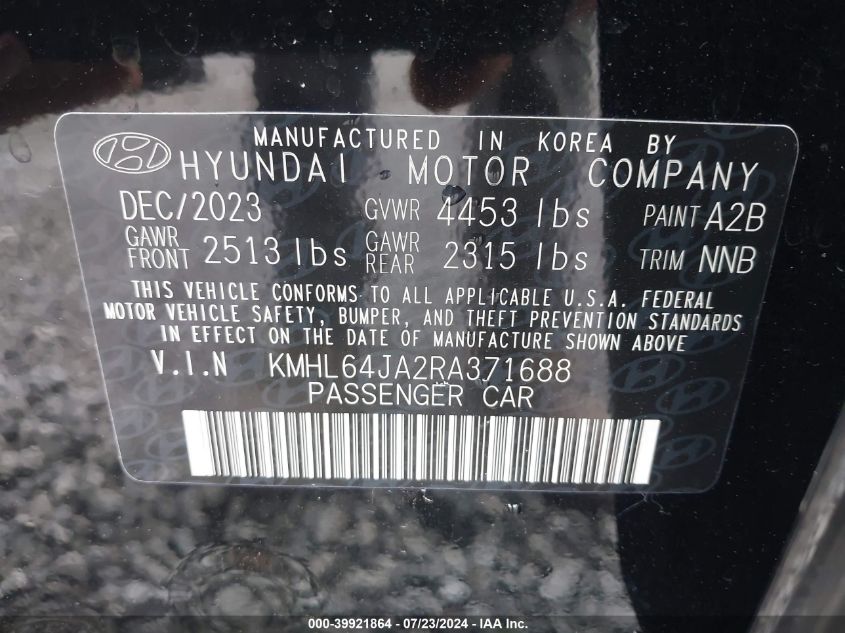 MANUFACTURED IN KOREA BY
HYUNDAI MOTOR COMPANY
DEC/2023 GVWR 4453 lbs PAINT A2B
GAWR FRONT 2513 lbs GAWR REAR 2315 lbs TRIM NNB
THIS VEHICLE CONFORMS TO ALL APPLICABLE U.S.A. FEDERAL
MOTOR VEHICLE SAFETY, BUMPER, AND THEFT PREVENTION STANDARDS
IN EFFECT ON THE DATE OF MANUFACTURE SHOWN ABOVE
V.I.N KMHL64JA2RA371688
PASSENGER CAR
000-39921864 - 07/23/2024 - IAA Inc.